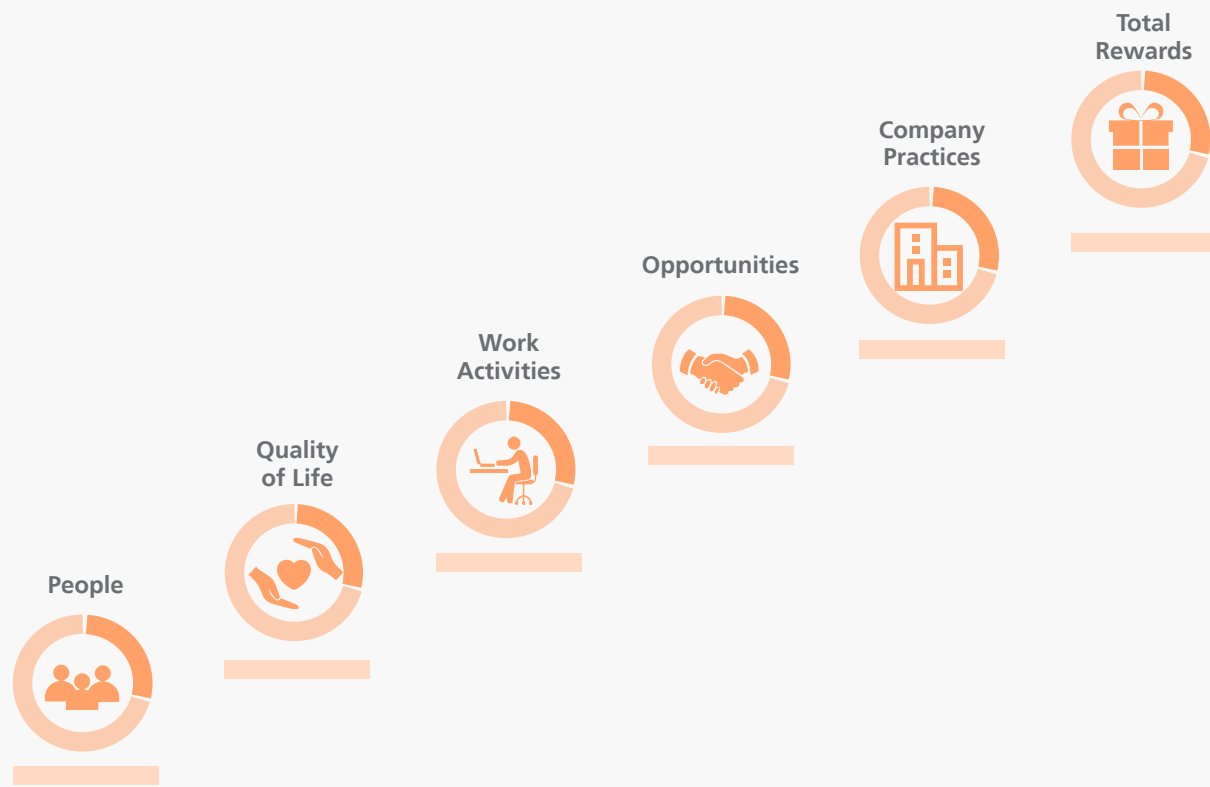 Total
Rewards
Company
Practices
Opportunities
Work
Activities
Quality
of Life
People